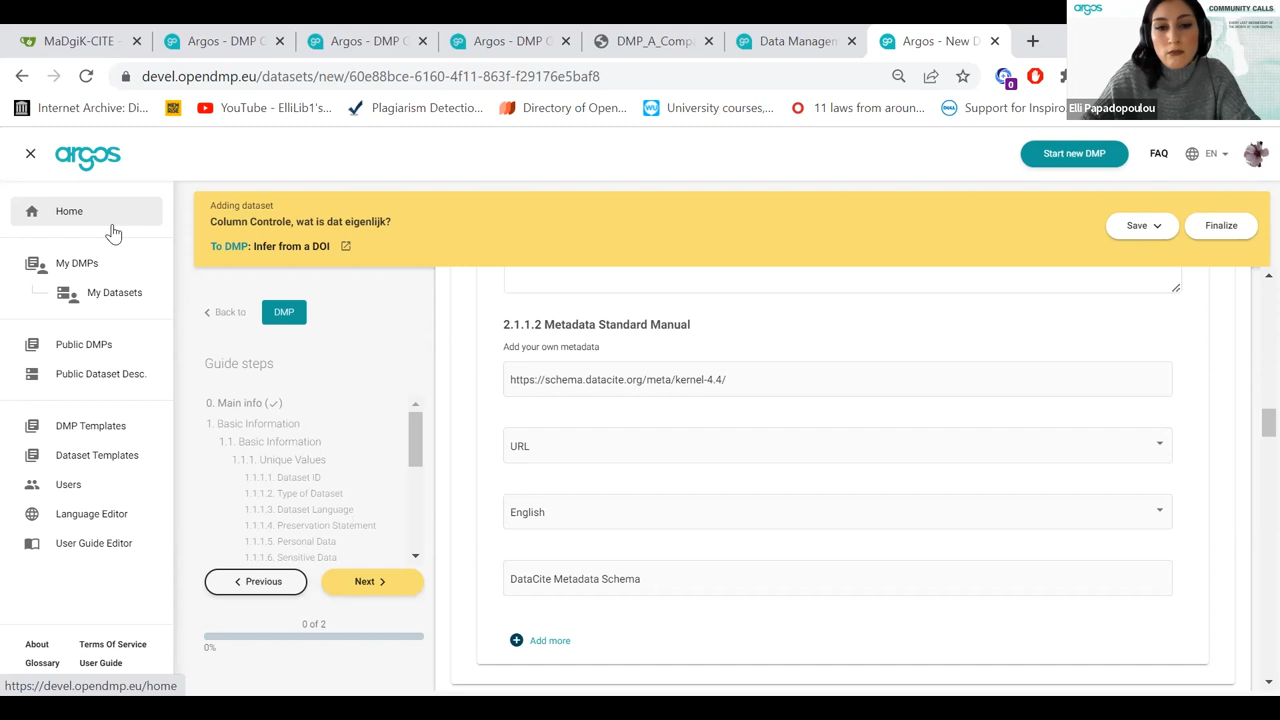 MaDgiK-CITE
Argos - DMP C
Argos - DMP G
Argos - DMP C
DMP_A_Comp
Data Managem
Argos - New D
argos
COMMUNITY CALLS
devel.opendmp.eu/datasets/new/60e88bce-6160-4f11-863f-f29176e5baf8
0
Elli Papadopoulou
Internet Archive: Di...
YouTube - ElliLib1's...
Plagiarism Detectio...
Directory of Open...
University courses,...
11 laws from aroun...
Support for Inspiro
argos
Start new DMP
FAQ
EN
Home
My DMPs
My Datasets
Public DMPs
Public Dataset Desc.
DMP Templates
Dataset Templates
Users
Language Editor
User Guide Editor
About
Terms Of Service
Glossary
User Guide
https://devel.opendmp.eu/home
Adding dataset
Column Controle, wat is dat eigenlijk?
To DMP: Infer from a DOI
Save
Finalize
Back to
DMP
Guide steps
0. Main info (✓)
1. Basic Information
1.1. Basic Information
1.1.1. Unique Values
1.1.1.1. Dataset ID
1.1.1.2. Type of Dataset
1.1.1.3. Dataset Language
1.1.1.4. Preservation Statement
1.1.1.5. Personal Data
1.1.1.6. Sensitive Data
Previous
Next
0 of 2
0%
2.1.1.2 Metadata Standard Manual
Add your own metadata
https://schema.datacite.org/meta/kernel-4.4/
URL
English
DataCite Metadata Schema
Add more